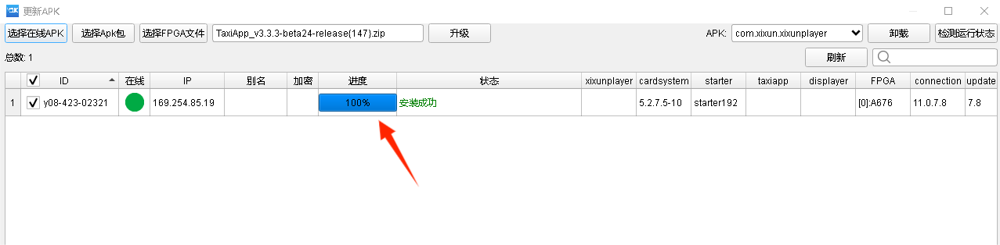 更新APK
选择在线APK 选择Apk包 选择FPGA文件 TaxiApp_v3.3.3-beta24-release{147}.zip 升级 APK: com.xixun.xixunplayer 卸载 检测运行状态
总数: 1 刷新
ID 在线 IP 别名 加密 进度 状态 xixunplayer cardsystem starter taxiapp displayer FPGA connection update
1 y08-423-02321 169.254.85.19 100% 安装成功 5.2.7.5-10 starter192 [0]:A676 11.0.7.8 7.8